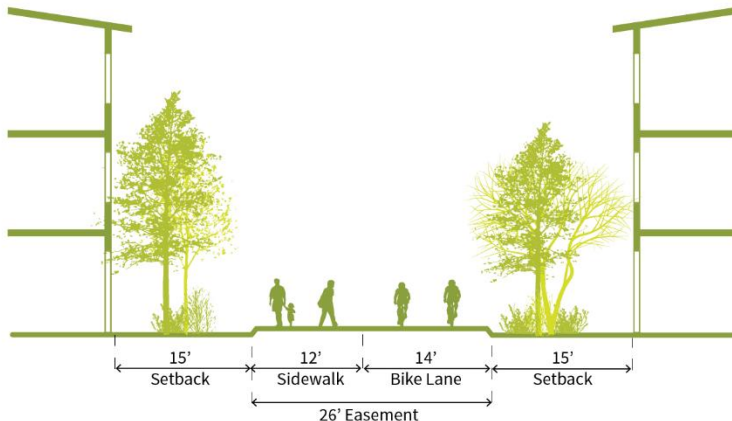 15’ 12’ 14’ 15’
Setback Sidewalk Bike Lane Setback
26’ Easement